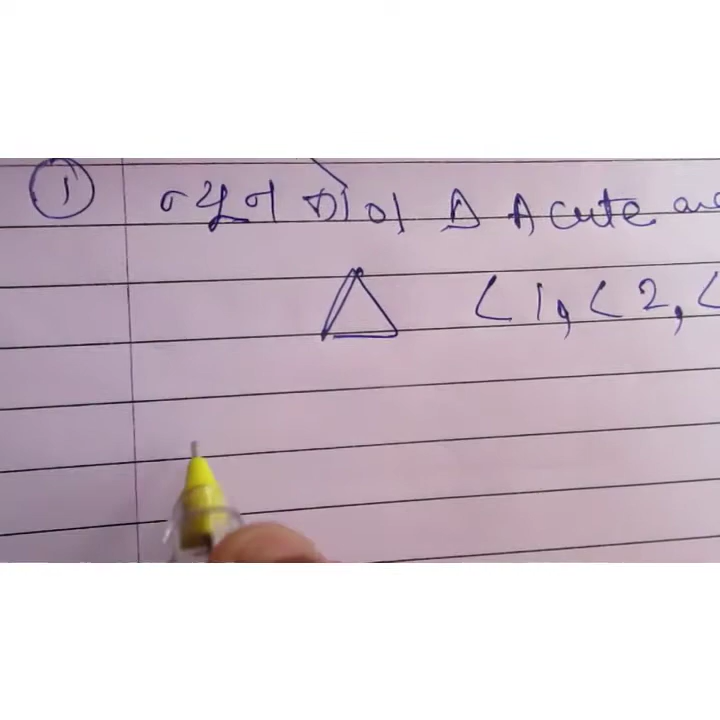 ① न्यून कोण Δ Acute
<1, <2, <